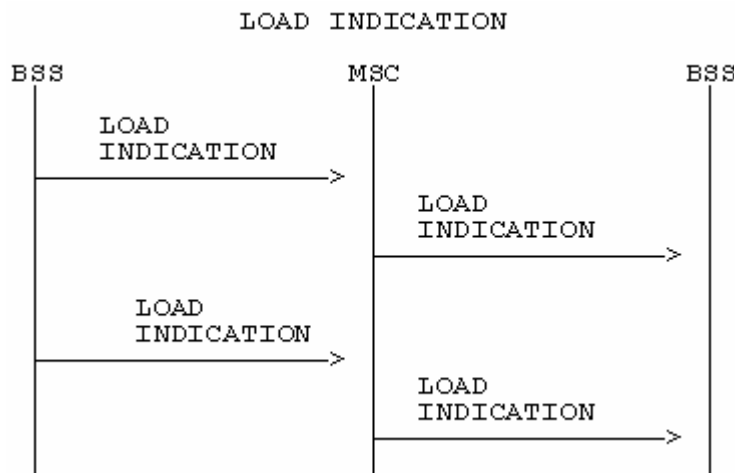 LOAD INDICATION
BSS MSC BSS
LOAD
INDICATION
LOAD
INDICATION
LOAD
INDICATION
LOAD
INDICATION